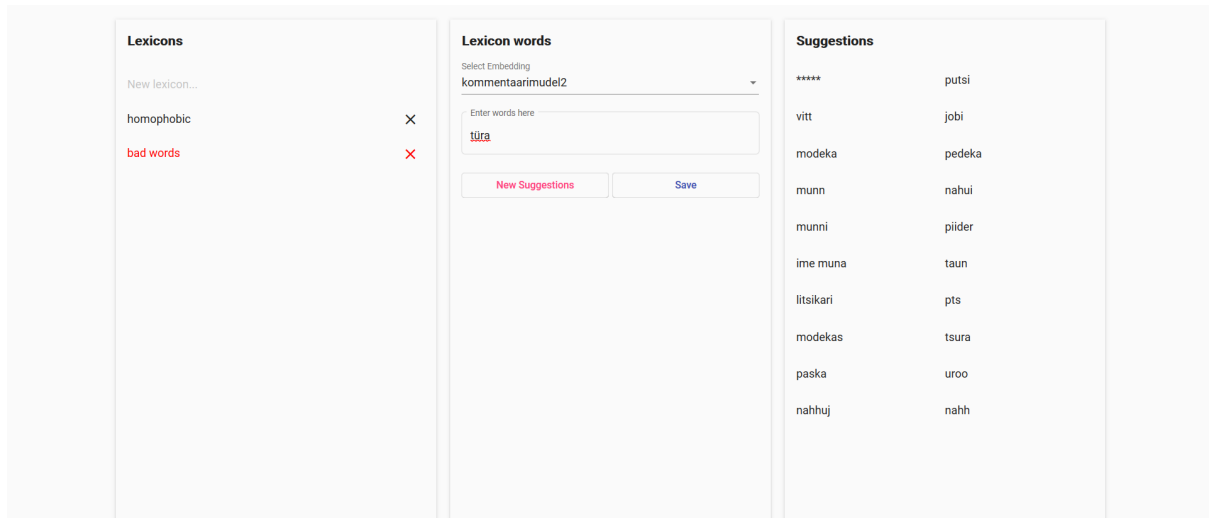 Lexicons
New lexicon...
homophobic
bad words
Lexicon words
Select Embedding
kommentaarimudel2
Enter words here
türa
New Suggestions Save
Suggestions
***** putsi
vitt jobi
modeka pedeka
munn nahui
munni piider
ime muna taun
litsikari pts
modekas tsura
paska uroo
nahhuj nahh